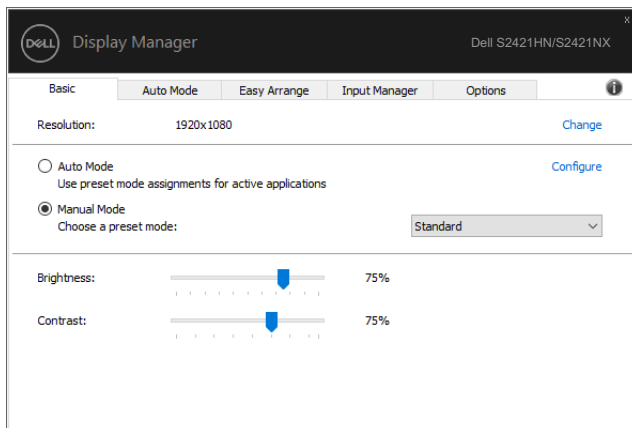 x
DELL Display Manager Dell S2421HN/S2421NX
Basic Auto Mode Easy Arrange Input Manager Options i
Resolution: 1920x1080 Change
Auto Mode Configure
Use preset mode assignments for active applications
Manual Mode
Choose a preset mode: Standard
Brightness: 75%
Contrast: 75%